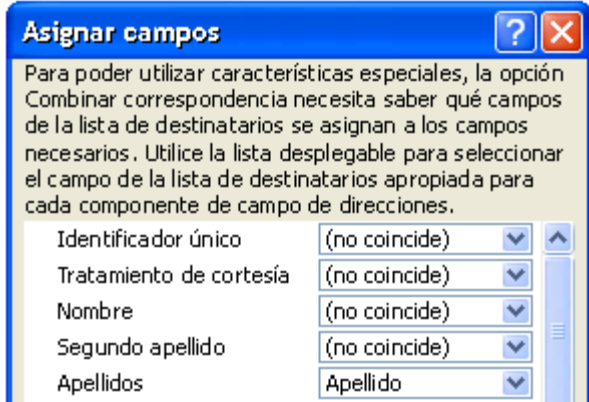 Asignar campos
Para poder utilizar características especiales, la opción
Combinar correspondencia necesita saber qué campos
de la lista de destinatarios se asignan a los campos
necesarios. Utilice la lista desplegable para seleccionar
el campo de la lista de destinatarios apropiada para
cada componente de campo de direcciones.
Identificador único (no coincide)
Tratamiento de cortesía (no coincide)
Nombre (no coincide)
Segundo apellido (no coincide)
Apellidos Apellido